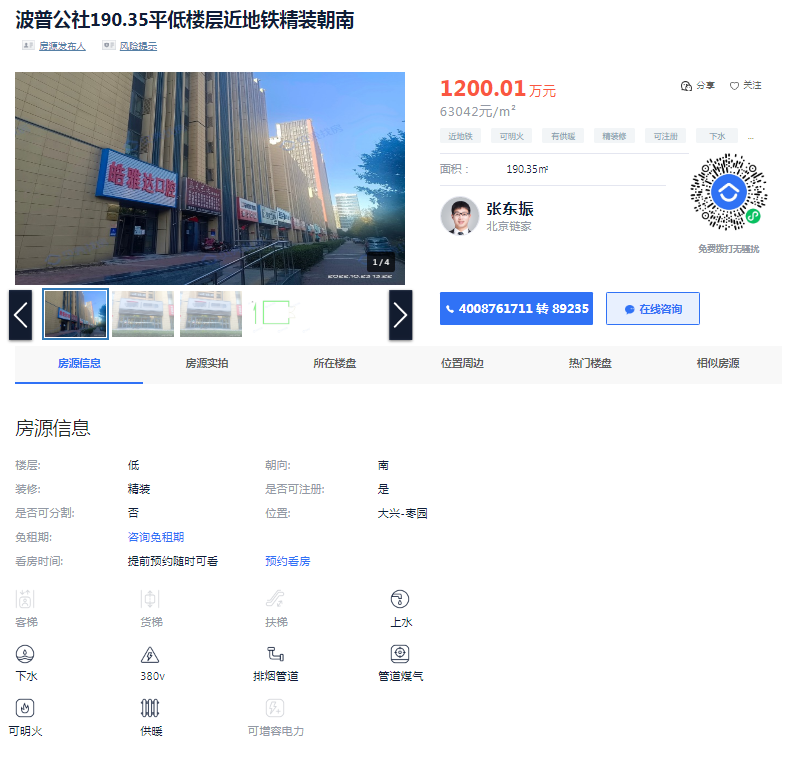 波普公社190.35平低楼层近地铁精装朝南
房源发布人 风险提示
皓雅达口腔
1/4
1200.01万元
分享 关注
63042元/m²
近地铁 可明火 有供暖 精装修 可注册 下水 ...
面积： 190.35㎡
张东振
北京链家
免费拨打无骚扰
4008761711 转 89235
在线咨询
房源信息 房源实拍 所在楼盘 位置周边 热门楼盘 相似房源
房源信息
楼层: 低 朝向: 南
装修: 精装 是否可注册: 是
是否可分割: 否 位置: 大兴-枣园
免租期: 咨询免租期
看房时间: 提前预约随时可看 预约看房
客梯 货梯 扶梯 上水
下水 380v 排烟管道 管道煤气
可明火 供暖 可增容电力